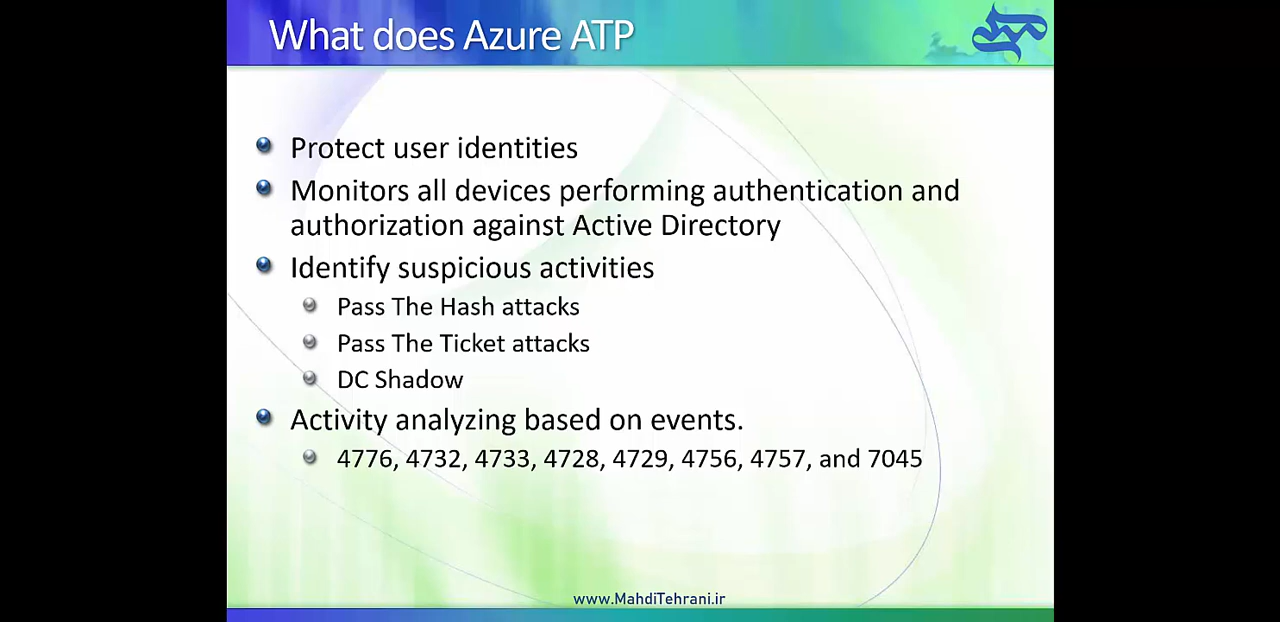 What does Azure ATP
Protect user identities
Monitors all devices performing authentication and
authorization against Active Directory
Identify suspicious activities
Pass The Hash attacks
Pass The Ticket attacks
DC Shadow
Activity analyzing based on events.
4776, 4732, 4733, 4728, 4729, 4756, 4757, and 7045
www.MahdiTehrani.ir